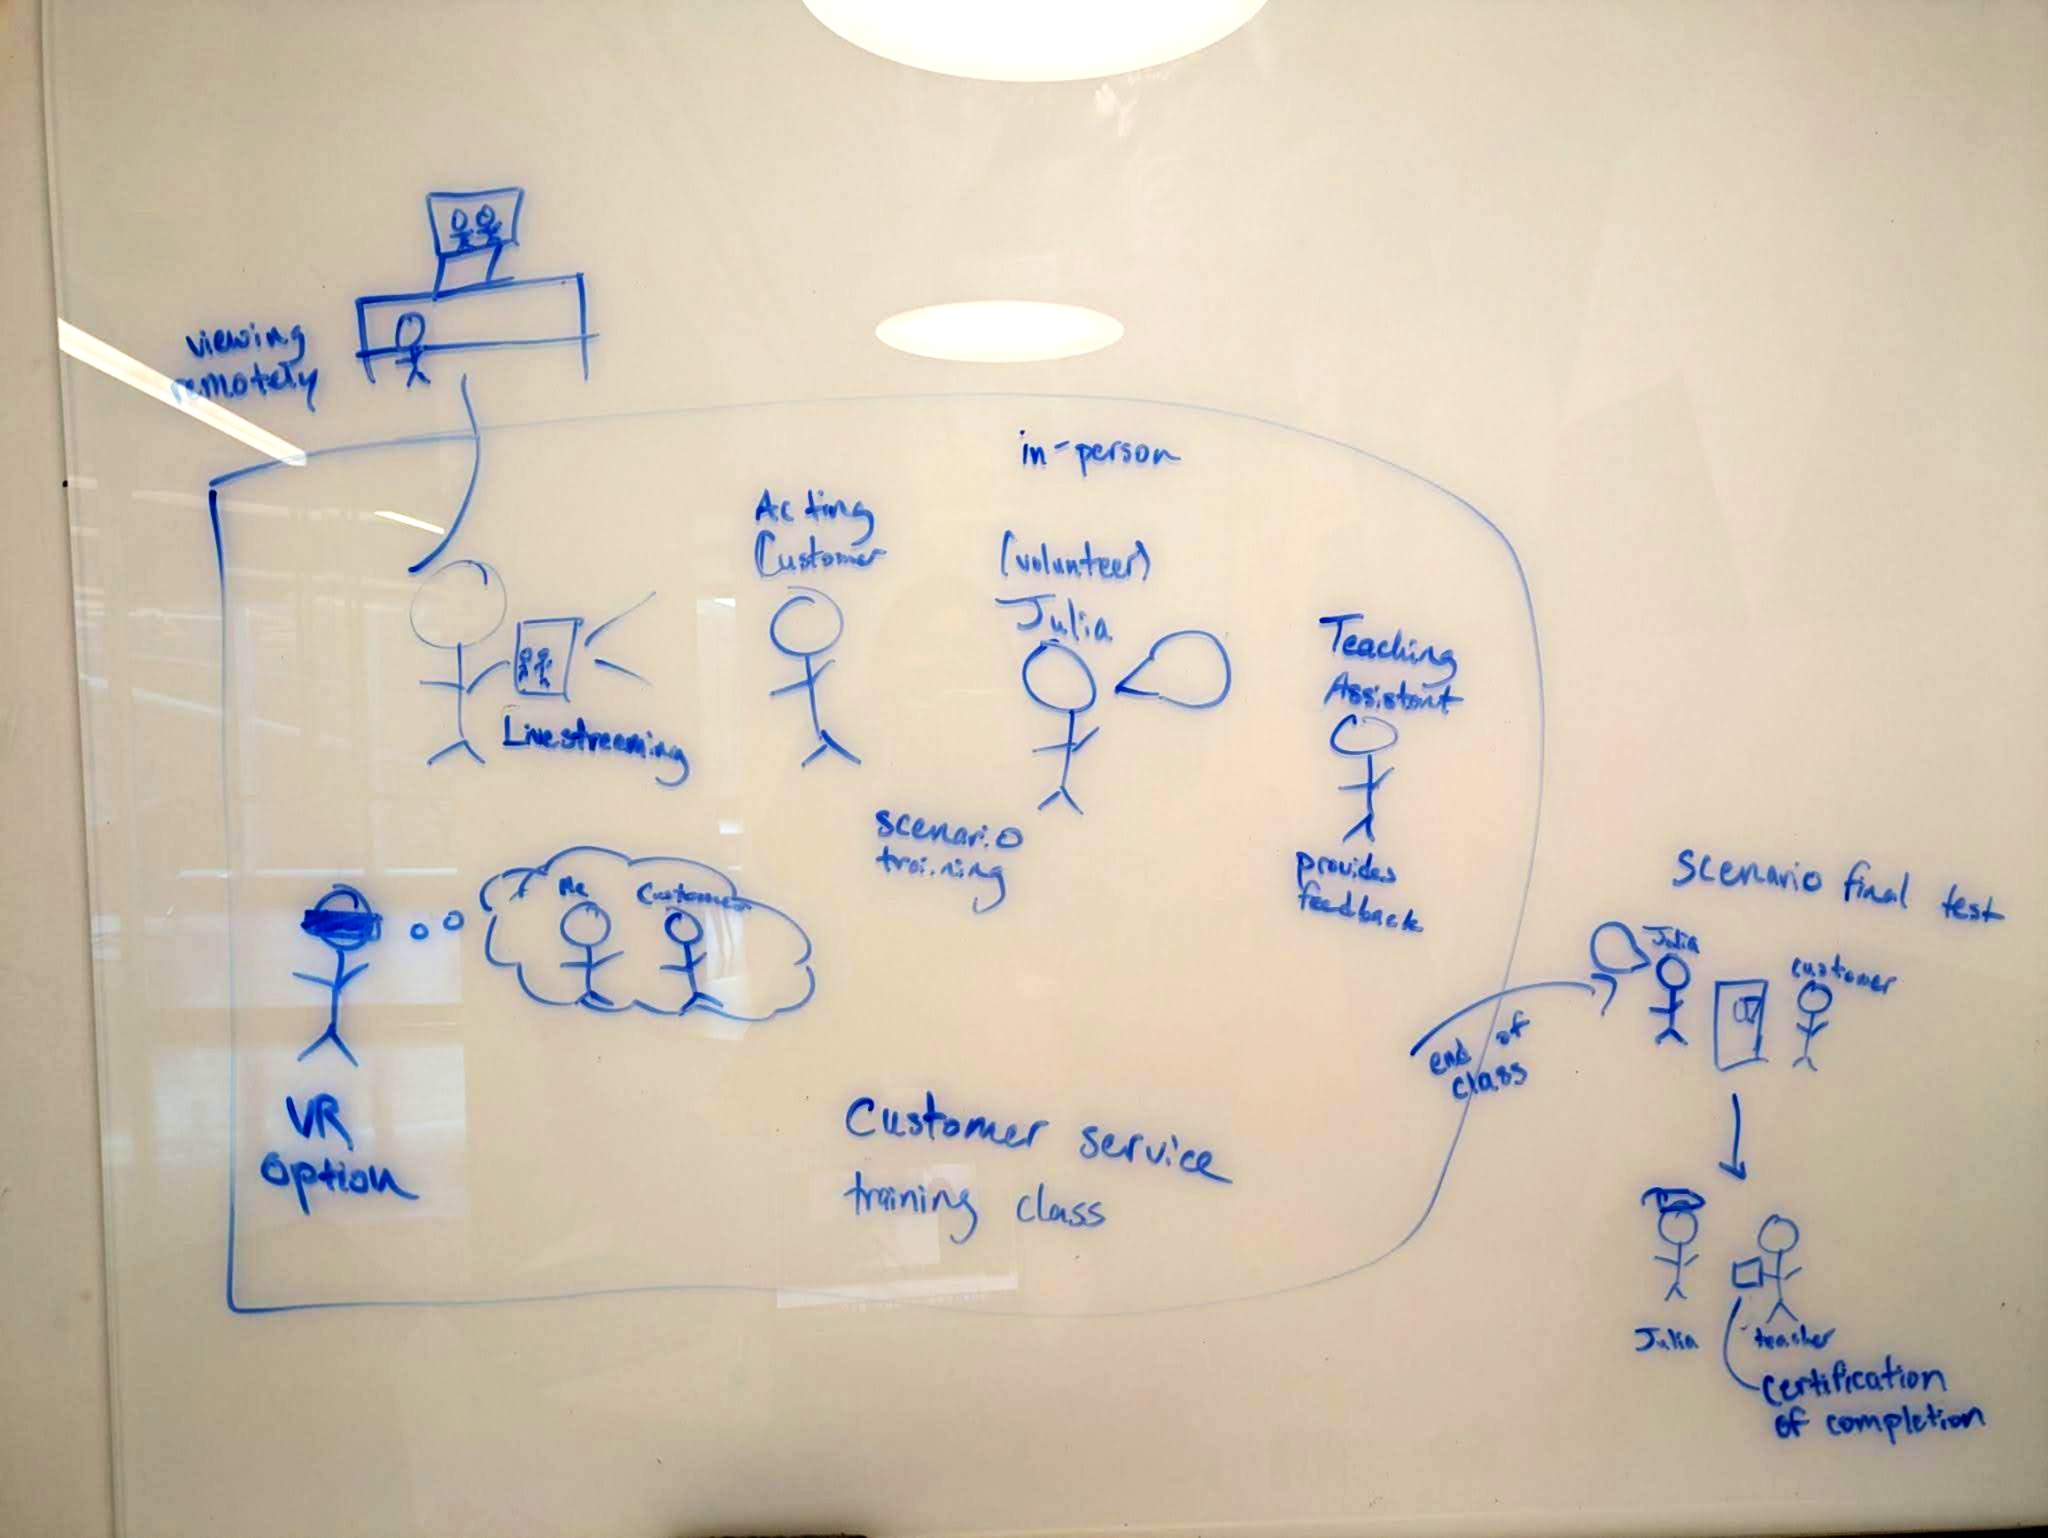 viewing
remotely
in-person
Acting
Customer
(volunteer)
Julia
Teaching
Assistant
Livestreaming
scenario
training
provides
feedback
Me
Customer
VR
Option
Customer service
training class
end of
class
scenario final test
Julia
customer
Julia
teacher
certification
of completion